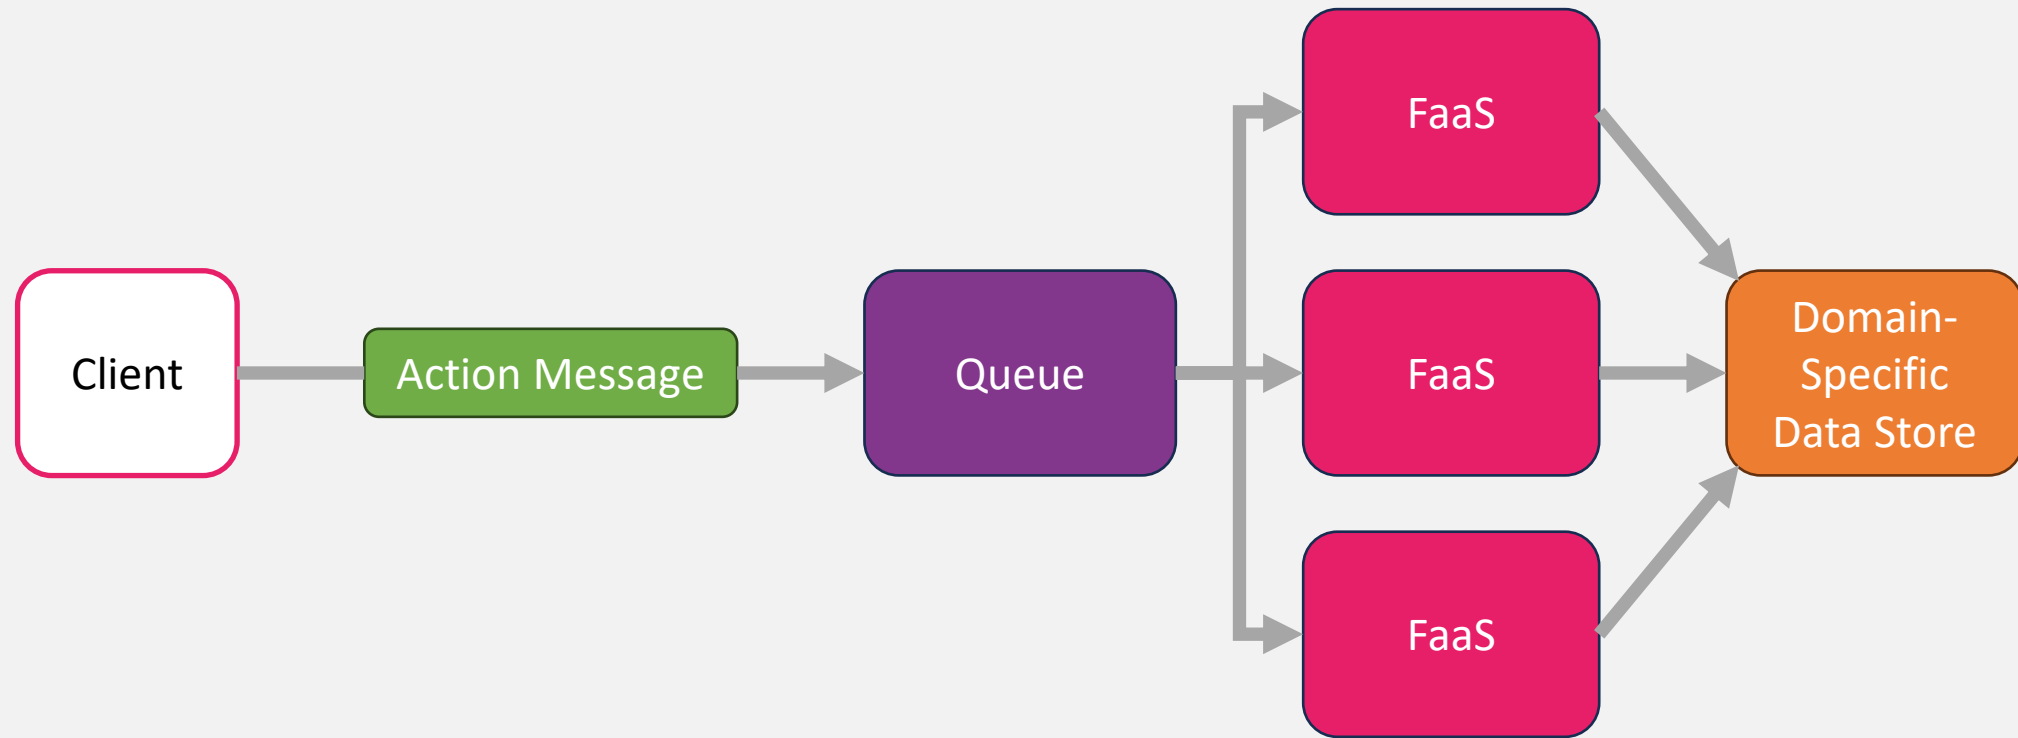 Client
Action Message
Queue
FaaS
FaaS
FaaS
Domain-
Specific
Data Store